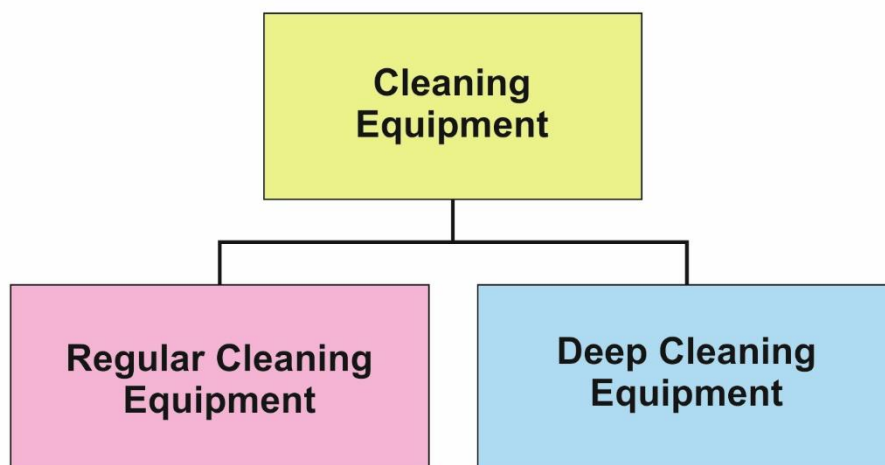 Cleaning
Equipment
Regular Cleaning
Equipment
Deep Cleaning
Equipment